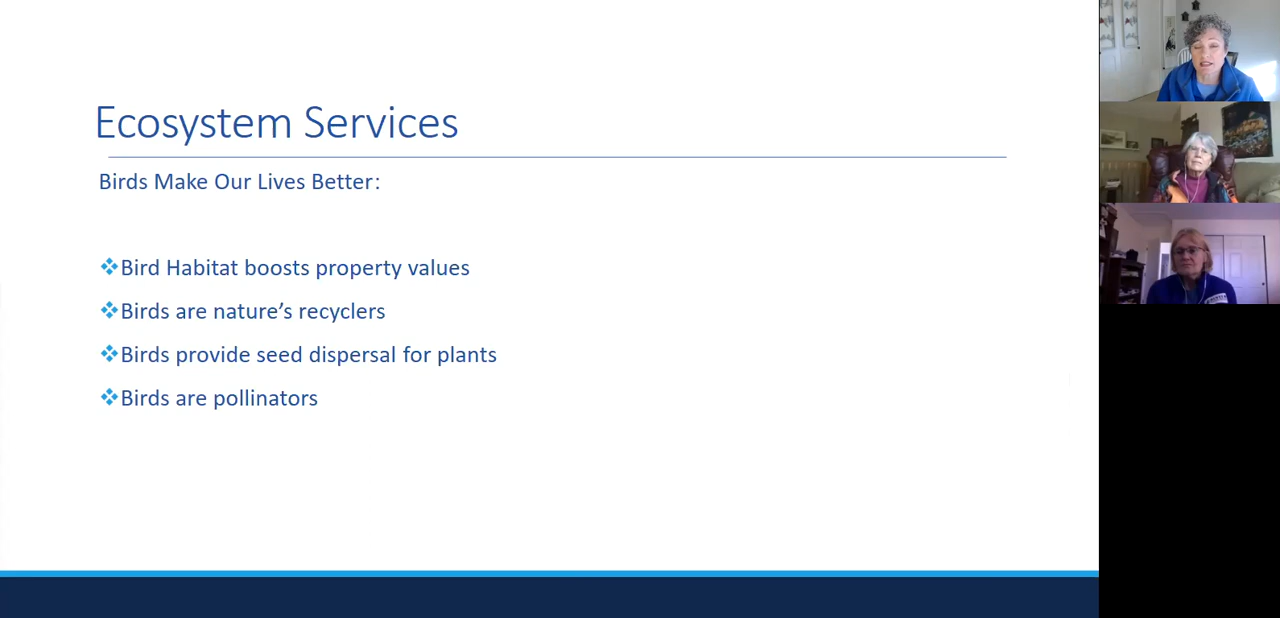 Ecosystem Services
Birds Make Our Lives Better:
❖Bird Habitat boosts property values
❖Birds are nature’s recyclers
❖Birds provide seed dispersal for plants
❖Birds are pollinators